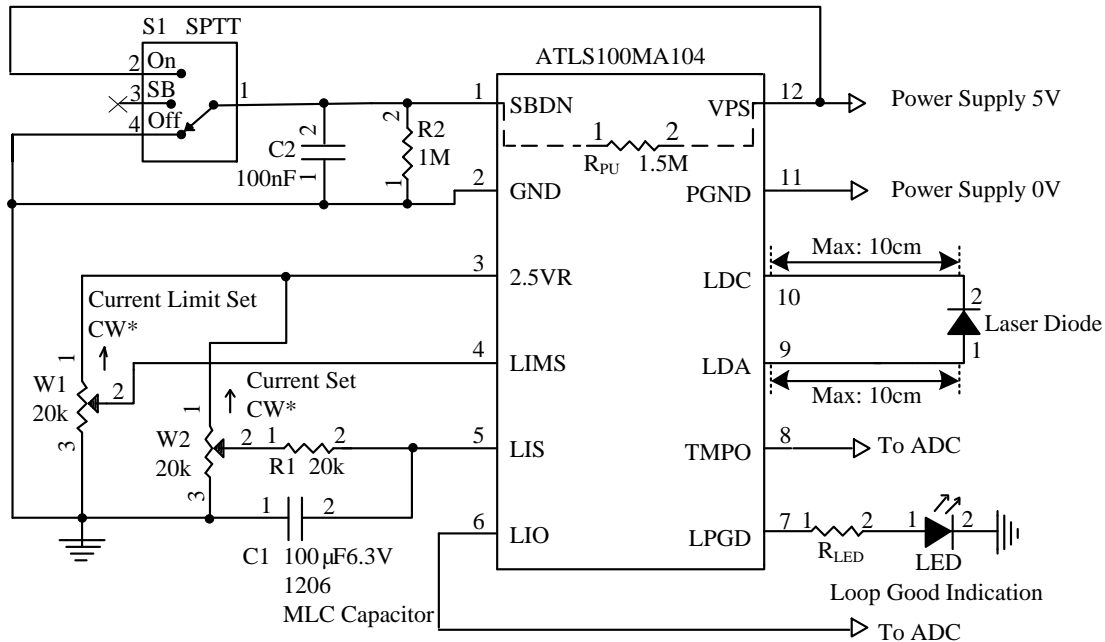 S1 SPTT
ATLS100MA104
2 On
3 SB
4 Off
1
C2
100nF
2
1
2
R2
1M
1
1 SBDN
VPS 12
Power Supply 5V
1 2
RPU 1.5M
2 GND
PGND 11
Power Supply 0V
3 2.5VR
LDC
10
Max: 10cm
2
Laser Diode
1
Current Limit Set
CW*
1
W1
20k
2
3
4 LIMS
LDA 9
Max: 10cm
Current Set
CW*
1
W2
20k
2
3
1 2
R1 20k
5 LIS
TMPO 8
To ADC
1 2
C1 100 µF6.3V
1206
MLC Capacitor
6 LIO
LPGD 7
1 2
RLED
1 2
LED
Loop Good Indication
To ADC